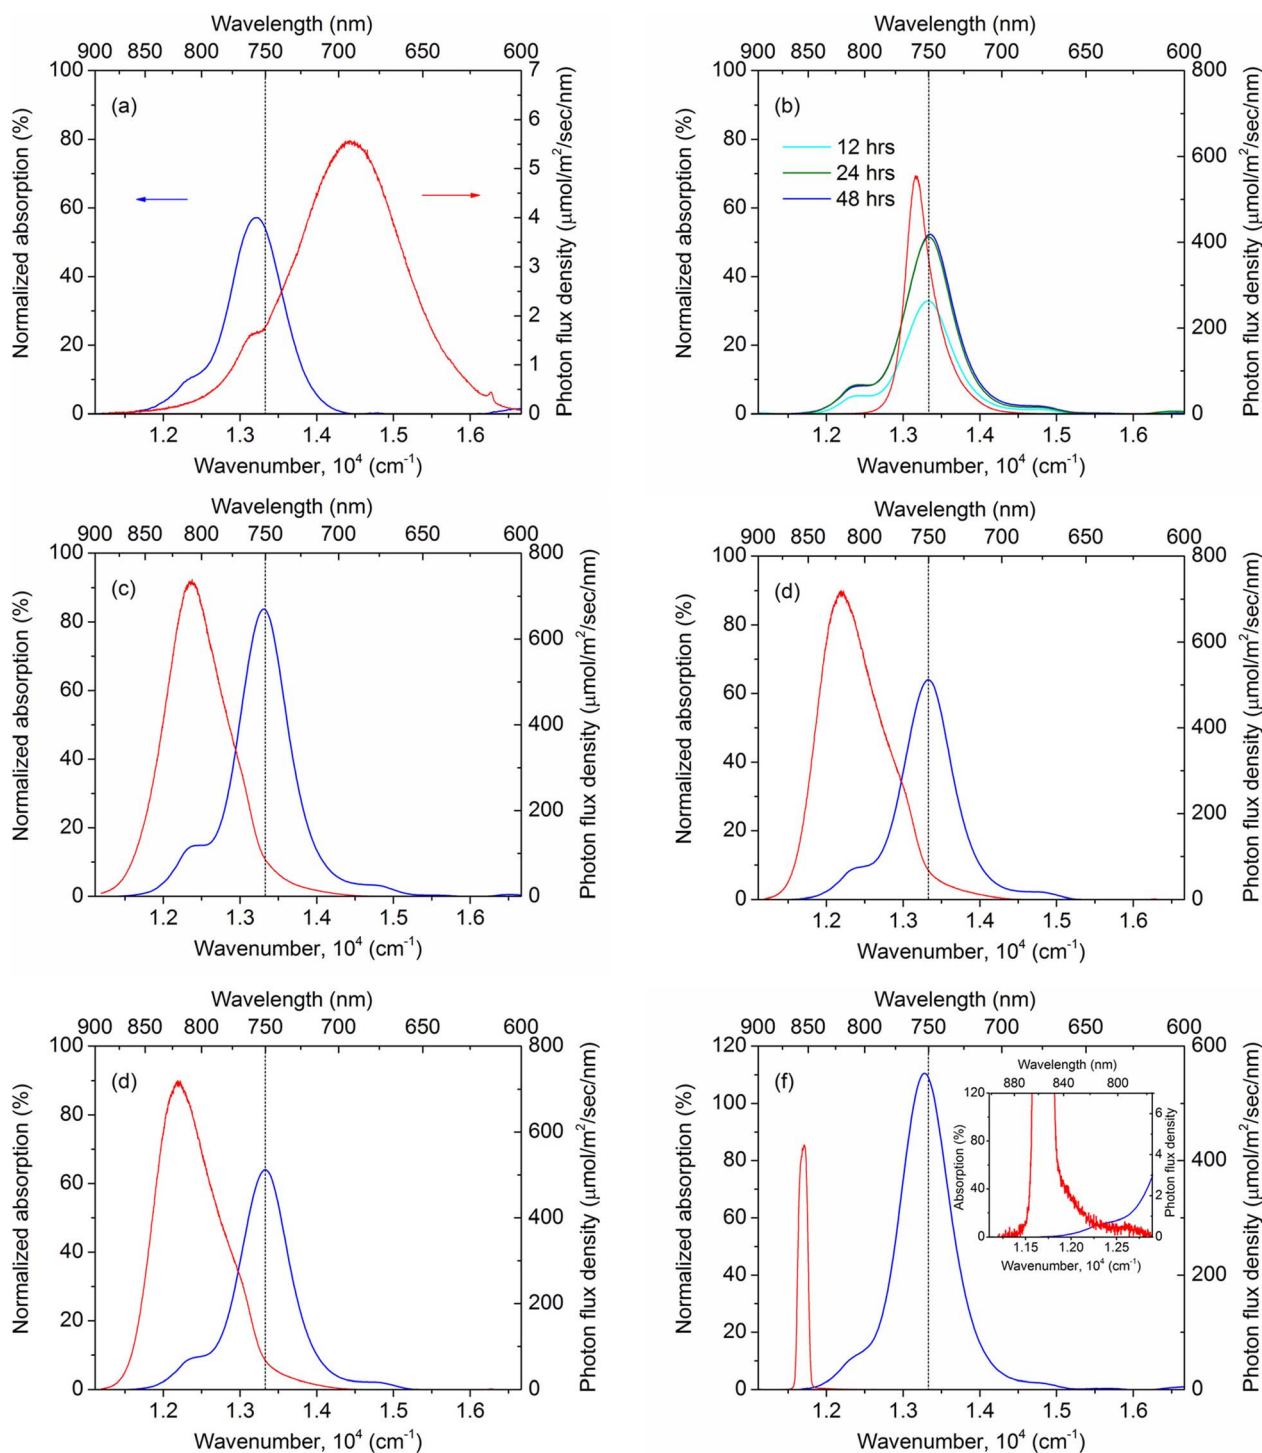 Wavelength (nm)
900 850 800 750 700 650 600
100 80 60 40 20 0
Normalized absorption (%)
(a)
7 6 5 4 3 2 1 0
Photon flux density (μmol/m²/sec/nm)
1.2 1.3 1.4 1.5 1.6
Wavenumber, 10⁴ (cm⁻¹)
Wavelength (nm)
900 850 800 750 700 650 600
100 80 60 40 20 0
Normalized absorption (%)
(b)
12 hrs
24 hrs
48 hrs
800 600 400 200 0
Photon flux density (μmol/m²/sec/nm)
1.2 1.3 1.4 1.5 1.6
Wavenumber, 10⁴ (cm⁻¹)
Wavelength (nm)
900 850 800 750 700 650 600
100 80 60 40 20 0
Normalized absorption (%)
(c)
800 600 400 200 0
Photon flux density (μmol/m²/sec/nm)
1.2 1.3 1.4 1.5 1.6
Wavenumber, 10⁴ (cm⁻¹)
Wavelength (nm)
900 850 800 750 700 650 600
100 80 60 40 20 0
Normalized absorption (%)
(d)
800 600 400 200 0
Photon flux density (μmol/m²/sec/nm)
1.2 1.3 1.4 1.5 1.6
Wavenumber, 10⁴ (cm⁻¹)
Wavelength (nm)
900 850 800 750 700 650 600
100 80 60 40 20 0
Normalized absorption (%)
(d)
800 600 400 200 0
Photon flux density (μmol/m²/sec/nm)
1.2 1.3 1.4 1.5 1.6
Wavenumber, 10⁴ (cm⁻¹)
Wavelength (nm)
900 850 800 750 700 650 600
120 100 80 60 40 20 0
Normalized absorption (%)
(f)
600 400 200 0
Photon flux density (μmol/m²/sec/nm)
1.2 1.3 1.4 1.5 1.6
Wavenumber, 10⁴ (cm⁻¹)
Wavelength (nm)
880 840 800
120 80 40 0
Absorption (%)
6 4 2 0
Photon flux density
1.15 1.20 1.25
Wavenumber, 10⁴ (cm⁻¹)